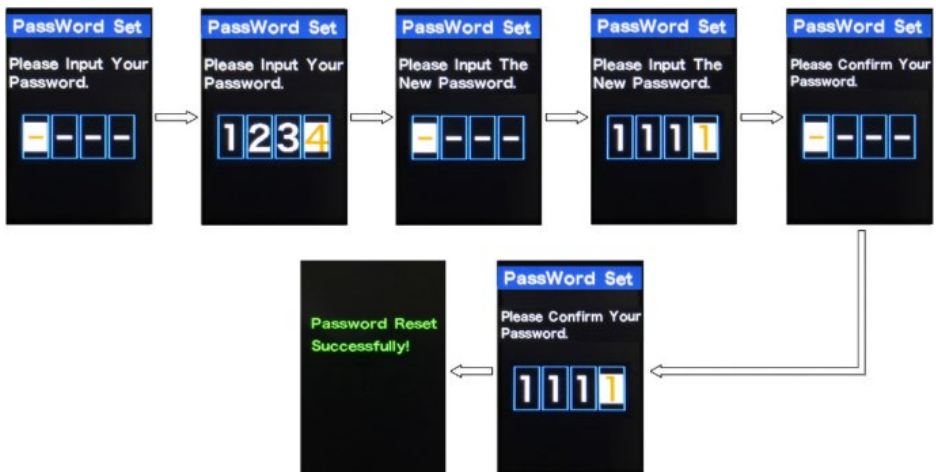 PassWord Set
Please Input Your
Password.
- - - -
PassWord Set
Please Input Your
Password.
1234
PassWord Set
Please Input The
New Password.
- - - -
PassWord Set
Please Input The
New Password.
1111
PassWord Set
Please Confirm Your
Password.
- - - -
Password Reset
Successfully!
PassWord Set
Please Confirm Your
Password.
1111